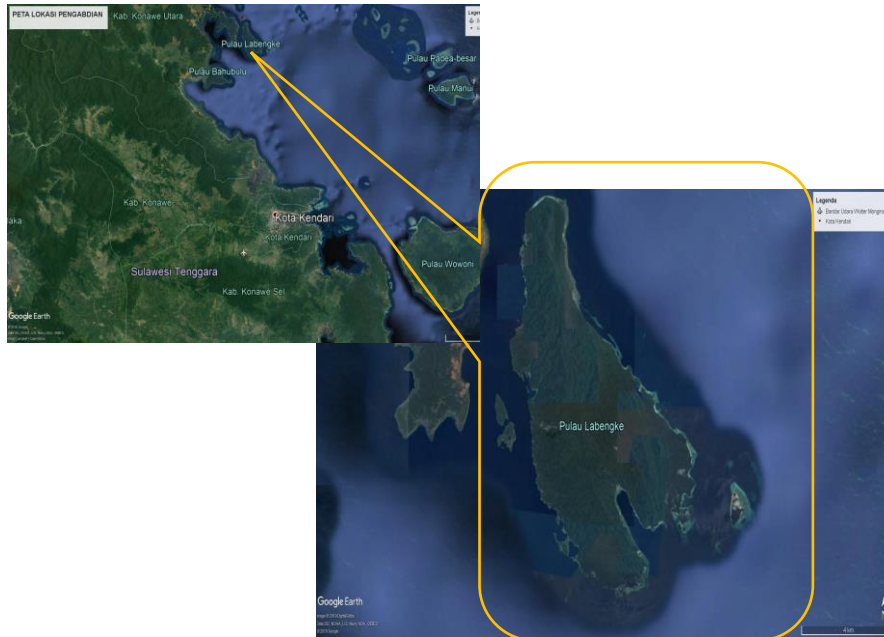 PETA LOKASI PENGABDIAN
Kab. Konawe Utara
Legenda
Pulau Labengke
Pulau Bahubulu
Pulau Padea-besar
Pulau Manui
Kab. Konawe
Kota Kendari
Kota Kendari
Pulau Wowoni
Sulawesi Tenggara
Kab. Konawe Sel
Google Earth
Legenda
Kota Kendari
Pulau Labengke
Google Earth
4 km